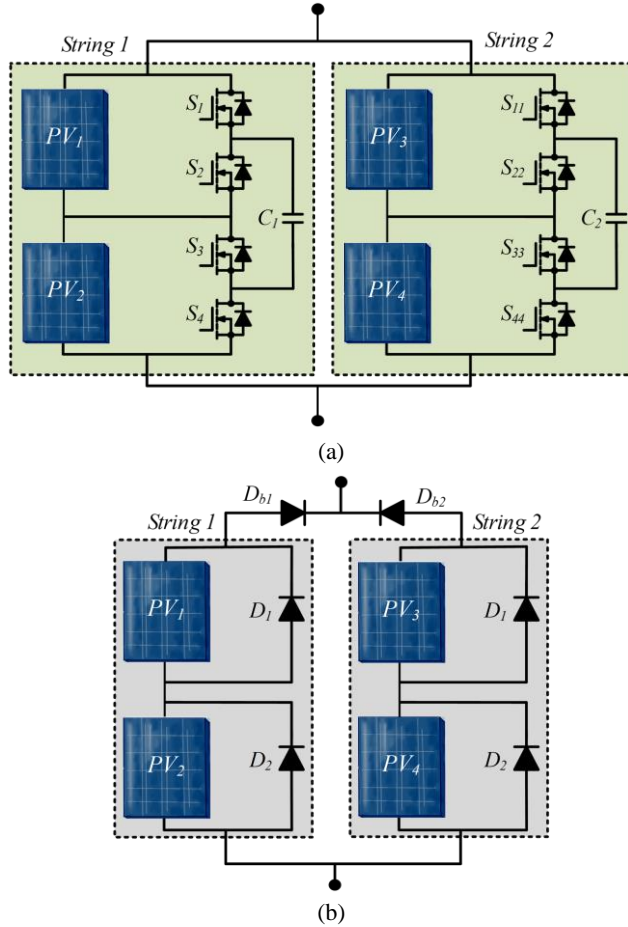 String 1
String 2
PV1
S1
S2
S3
S4
C1
PV2
PV3
S11
S22
S33
S44
C2
PV4
(a)
Db1
Db2
String 1
String 2
PV1
D1
PV2
D2
PV3
D1
PV4
D2
(b)